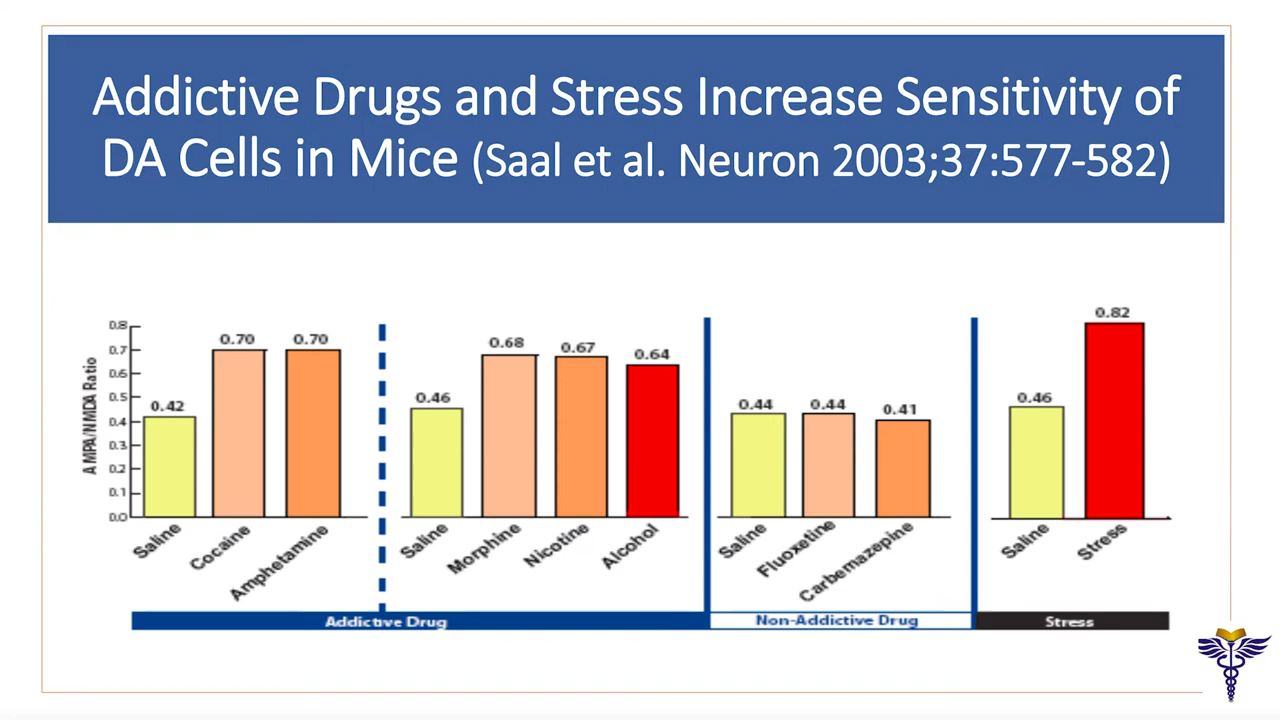 Addictive Drugs and Stress Increase Sensitivity of
DA Cells in Mice (Saal et al. Neuron 2003;37:577-582)
AMPA/NMDA Ratio
0.8
0.7
0.6
0.5
0.4
0.3
0.2
0.1
0.0
0.42
0.70
0.70
0.46
0.68
0.67
0.64
0.44
0.44
0.41
0.46
0.82
Saline
Cocaine
Amphetamine
Saline
Morphine
Nicotine
Alcohol
Saline
Fluoxetine
Carbemazepine
Saline
Stress
Addictive Drug
Non-Addictive Drug
Stress